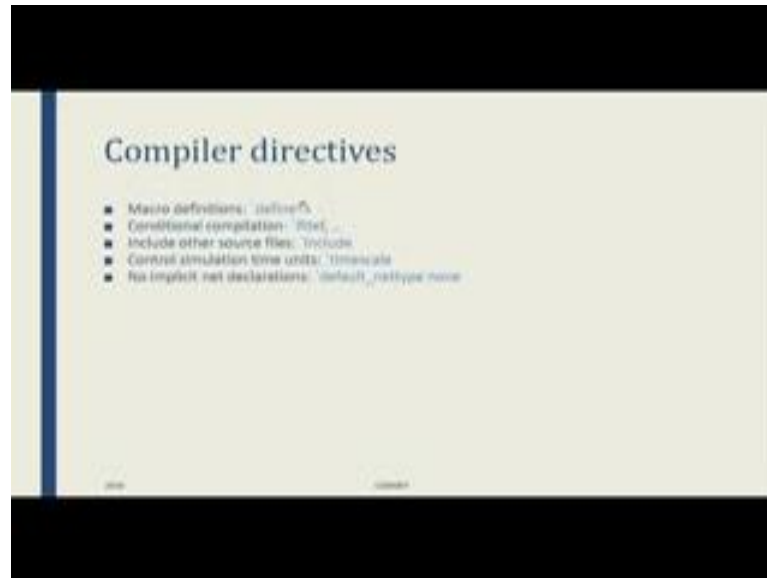 Compiler directives
▪ Macro definitions: `define
▪ Conditional compilation: `ifdef, ..
▪ Include other source files: `include
▪ Control simulation time units: `timescale
▪ No implicit net declarations: `default_nettype none